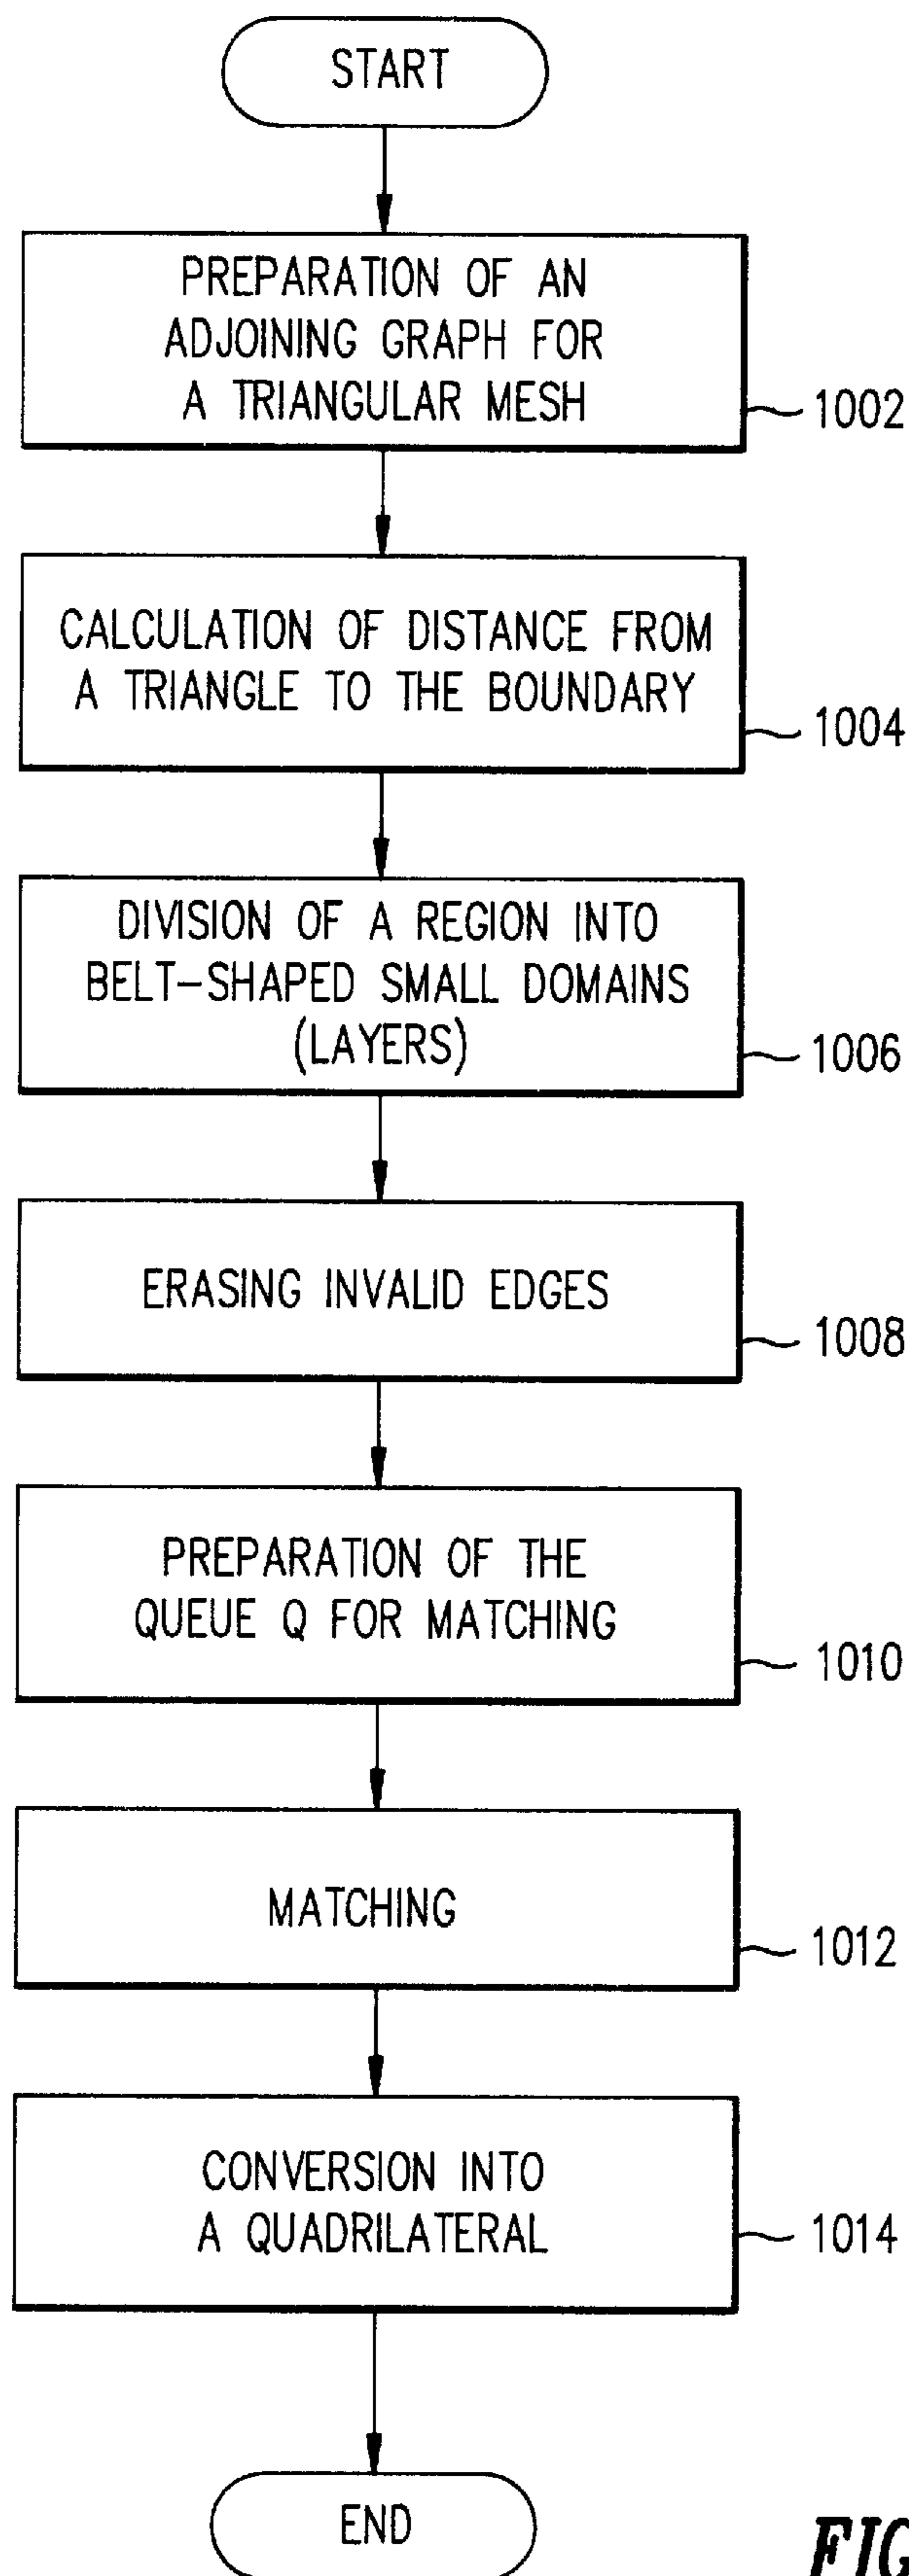 START
PREPARATION OF AN
ADJOINING GRAPH FOR
A TRIANGULAR MESH
1002
CALCULATION OF DISTANCE FROM
A TRIANGLE TO THE BOUNDARY
1004
DIVISION OF A REGION INTO
BELT-SHAPED SMALL DOMAINS
(LAYERS)
1006
ERASING INVALID EDGES
1008
PREPARATION OF THE
QUEUE Q FOR MATCHING
1010
MATCHING
1012
CONVERSION INTO
A QUADRILATERAL
1014
END
FIG